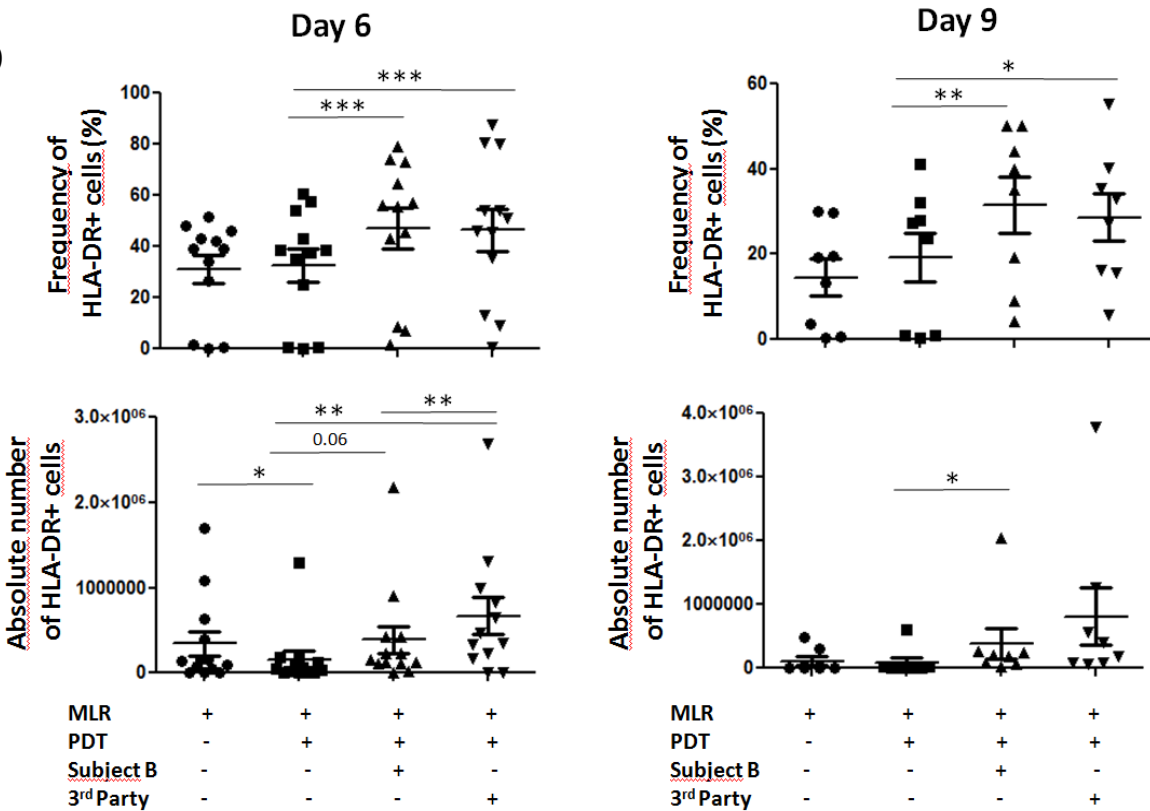 )
Day 6
Frequency of
HLA-DR+ cells (%)
100
80
60
40
20
0
***
***
Day 9
Frequency of
HLA-DR+ cells (%)
60
40
20
0
*
**
Absolute number
of HLA-DR+ cells
3.0×10⁰⁶
2.0×10⁰⁶
1000000
0
** **
0.06
*
Absolute number
of HLA-DR+ cells
4.0×10⁰⁶
3.0×10⁰⁶
2.0×10⁰⁶
1000000
0
*
MLR + + + +
PDT - + + +
Subject B - - + -
3rd Party - - - +
MLR + + + +
PDT - + + +
Subject B - - + -
3rd Party - - - +